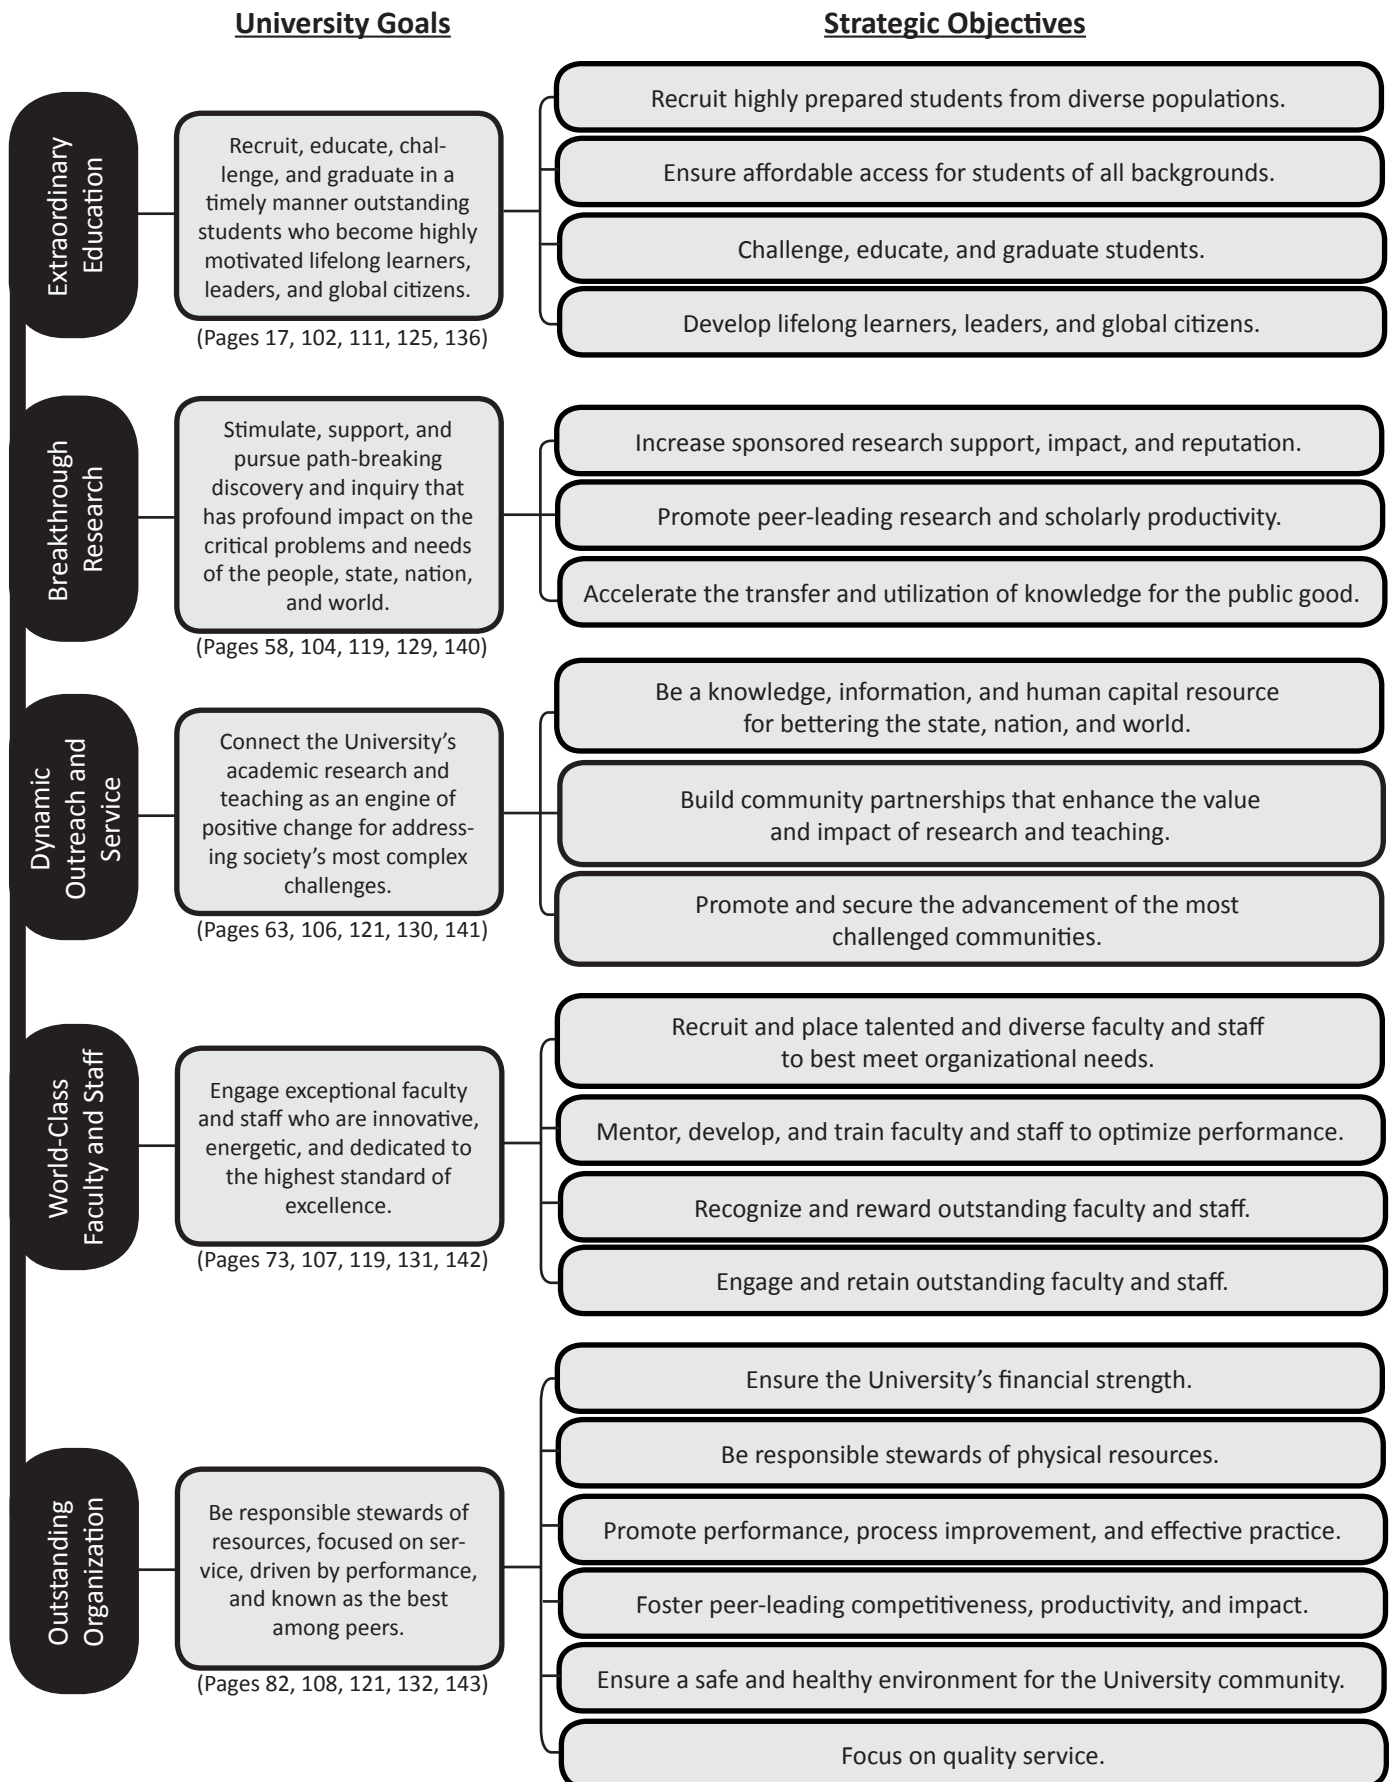 University Goals
Strategic Objectives
Extraordinary
Education
Recruit, educate, chal-
lenge, and graduate in a
timely manner outstanding
students who become highly
motivated lifelong learners,
leaders, and global citizens.
(Pages 17, 102, 111, 125, 136)
Recruit highly prepared students from diverse populations.
Ensure affordable access for students of all backgrounds.
Challenge, educate, and graduate students.
Develop lifelong learners, leaders, and global citizens.
Breakthrough
Research
Stimulate, support, and
pursue path-breaking
discovery and inquiry that
has profound impact on the
critical problems and needs
of the people, state, nation,
and world.
(Pages 58, 104, 119, 129, 140)
Increase sponsored research support, impact, and reputation.
Promote peer-leading research and scholarly productivity.
Accelerate the transfer and utilization of knowledge for the public good.
Dynamic
Outreach and
Service
Connect the University’s
academic research and
teaching as an engine of
positive change for address-
ing society’s most complex
challenges.
(Pages 63, 106, 121, 130, 141)
Be a knowledge, information, and human capital resource
for bettering the state, nation, and world.
Build community partnerships that enhance the value
and impact of research and teaching.
Promote and secure the advancement of the most
challenged communities.
World-Class
Faculty and Staff
Engage exceptional faculty
and staff who are innovative,
energetic, and dedicated to
the highest standard of
excellence.
(Pages 73, 107, 119, 131, 142)
Recruit and place talented and diverse faculty and staff
to best meet organizational needs.
Mentor, develop, and train faculty and staff to optimize performance.
Recognize and reward outstanding faculty and staff.
Engage and retain outstanding faculty and staff.
Outstanding
Organization
Be responsible stewards of
resources, focused on ser-
vice, driven by performance,
and known as the best
among peers.
(Pages 82, 108, 121, 132, 143)
Ensure the University’s financial strength.
Be responsible stewards of physical resources.
Promote performance, process improvement, and effective practice.
Foster peer-leading competitiveness, productivity, and impact.
Ensure a safe and healthy environment for the University community.
Focus on quality service.